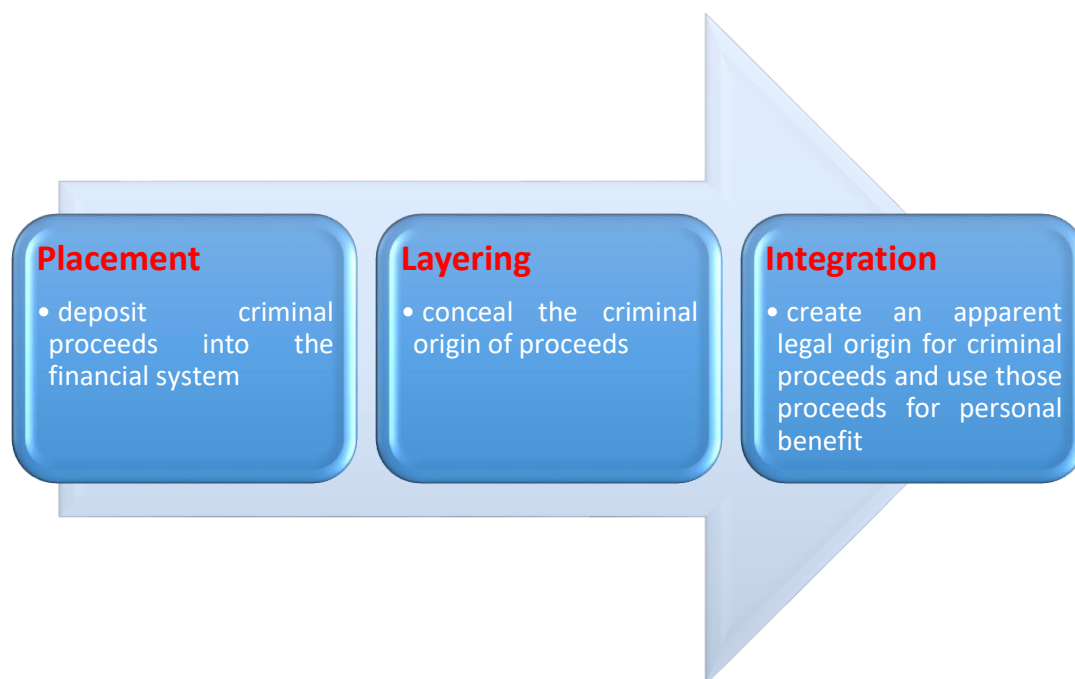 Placement
• deposit criminal
proceeds into the
financial system
Layering
• conceal the criminal
origin of proceeds
Integration
• create an apparent
legal origin for criminal
proceeds and use those
proceeds for personal
benefit